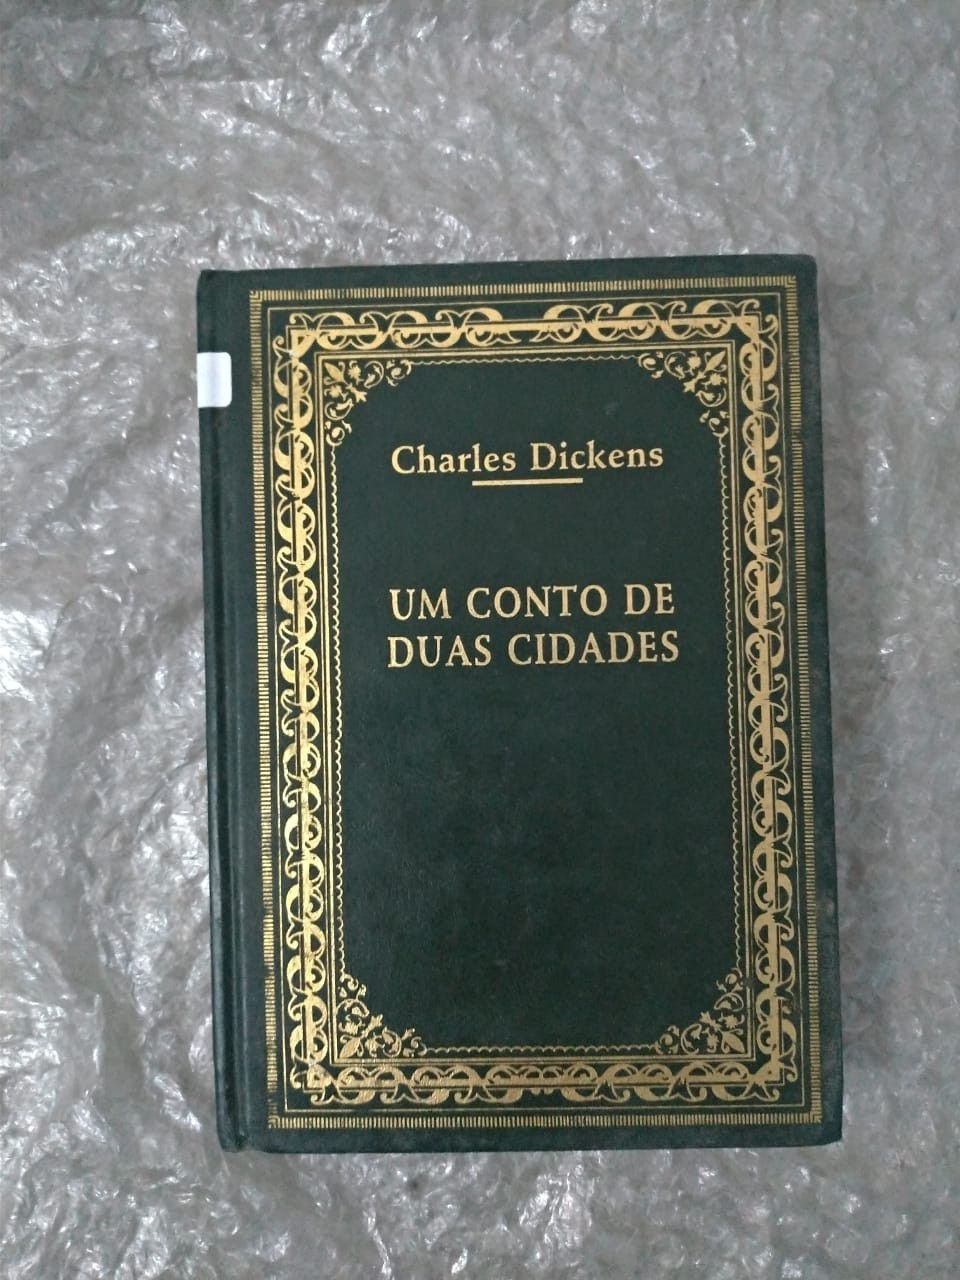 Charles Dickens
UM CONTO DE
DUAS CIDADES